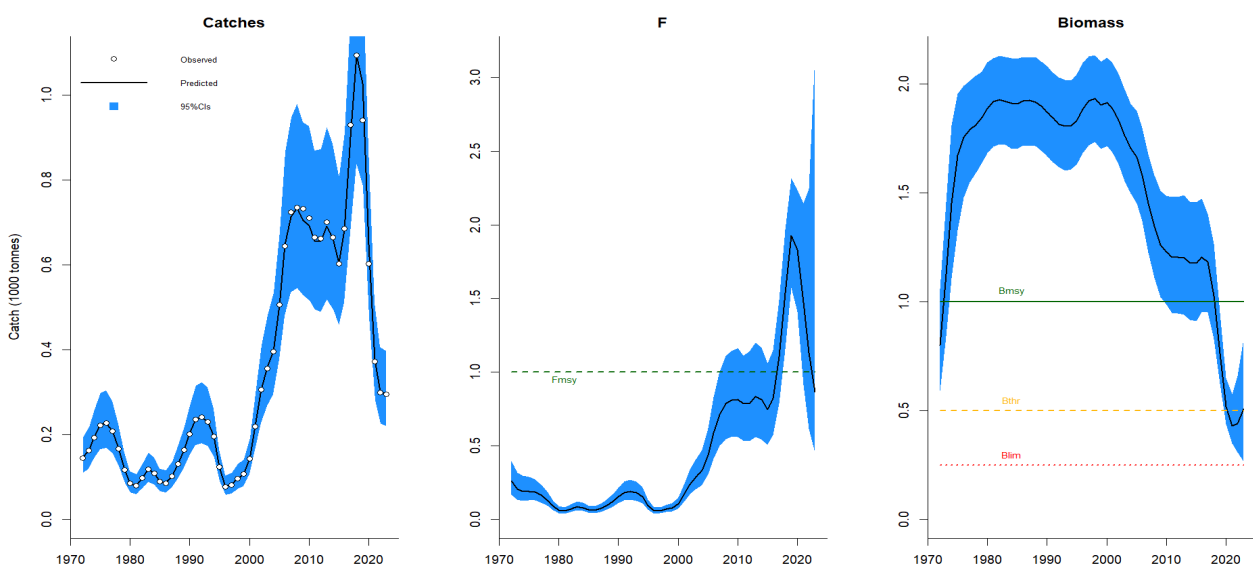 Catches
Catch (1000 tonnes)
0.0 0.2 0.4 0.6 0.8 1.0
Observed
Predicted
95%CIs
1970 1980 1990 2000 2010 2020
F
0.0 0.5 1.0 1.5 2.0 2.5 3.0
Fmsy
1970 1980 1990 2000 2010 2020
Biomass
0.0 0.5 1.0 1.5 2.0
Bmsy
Bthr
Blim
1970 1980 1990 2000 2010 2020